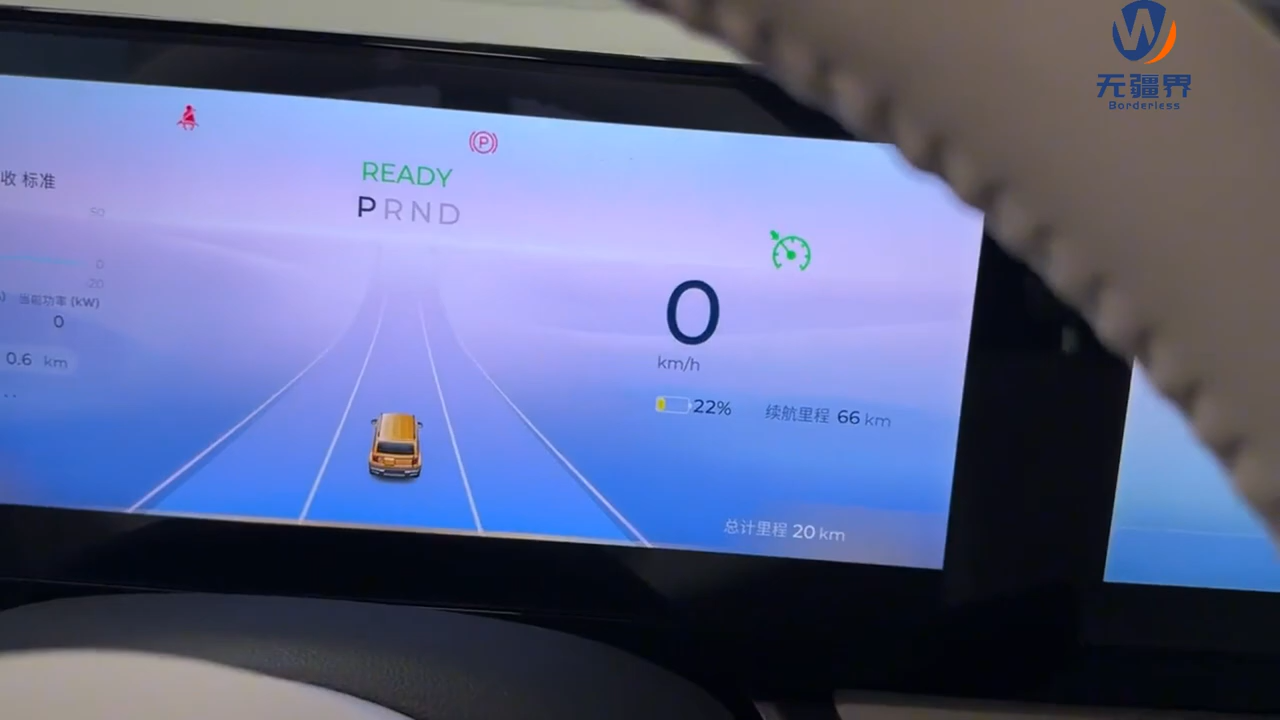 无疆界
Borderless
P
READY
PRND
收 标准
50
0
-20
当前功率 (kW)
0
0.6 km
0
km/h
22%
续航里程 66 km
总计里程 20 km